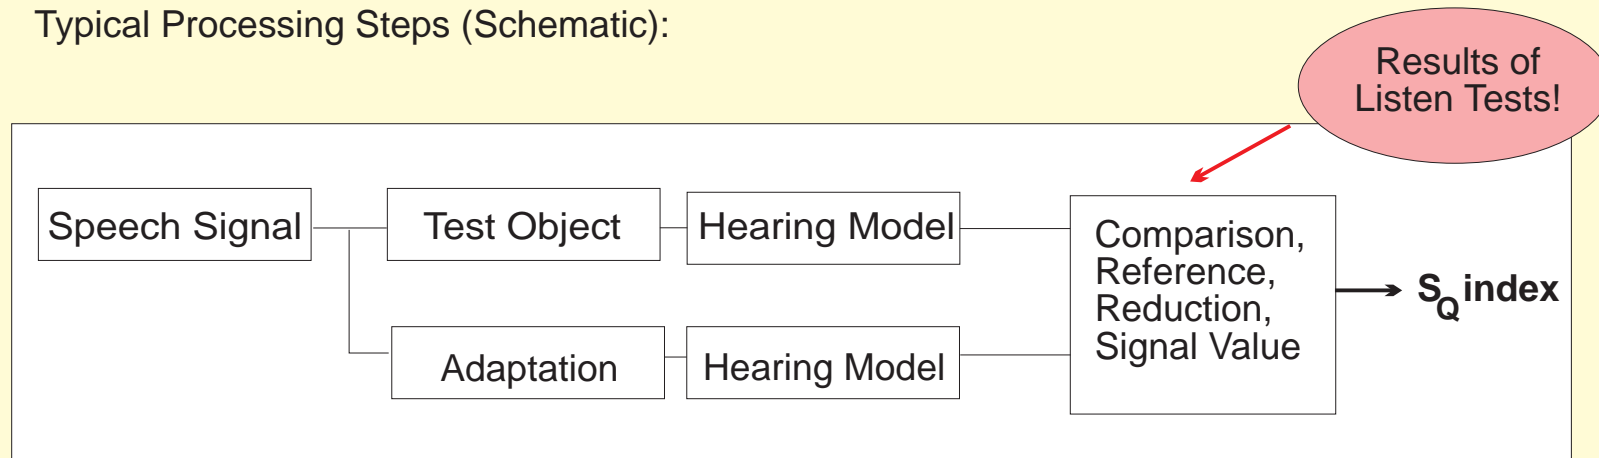 Typical Processing Steps (Schematic):
Results of
Listen Tests!
Speech Signal
Test Object
Hearing Model
Comparison,
Reference,
Reduction,
Signal Value
SQ index
Adaptation
Hearing Model